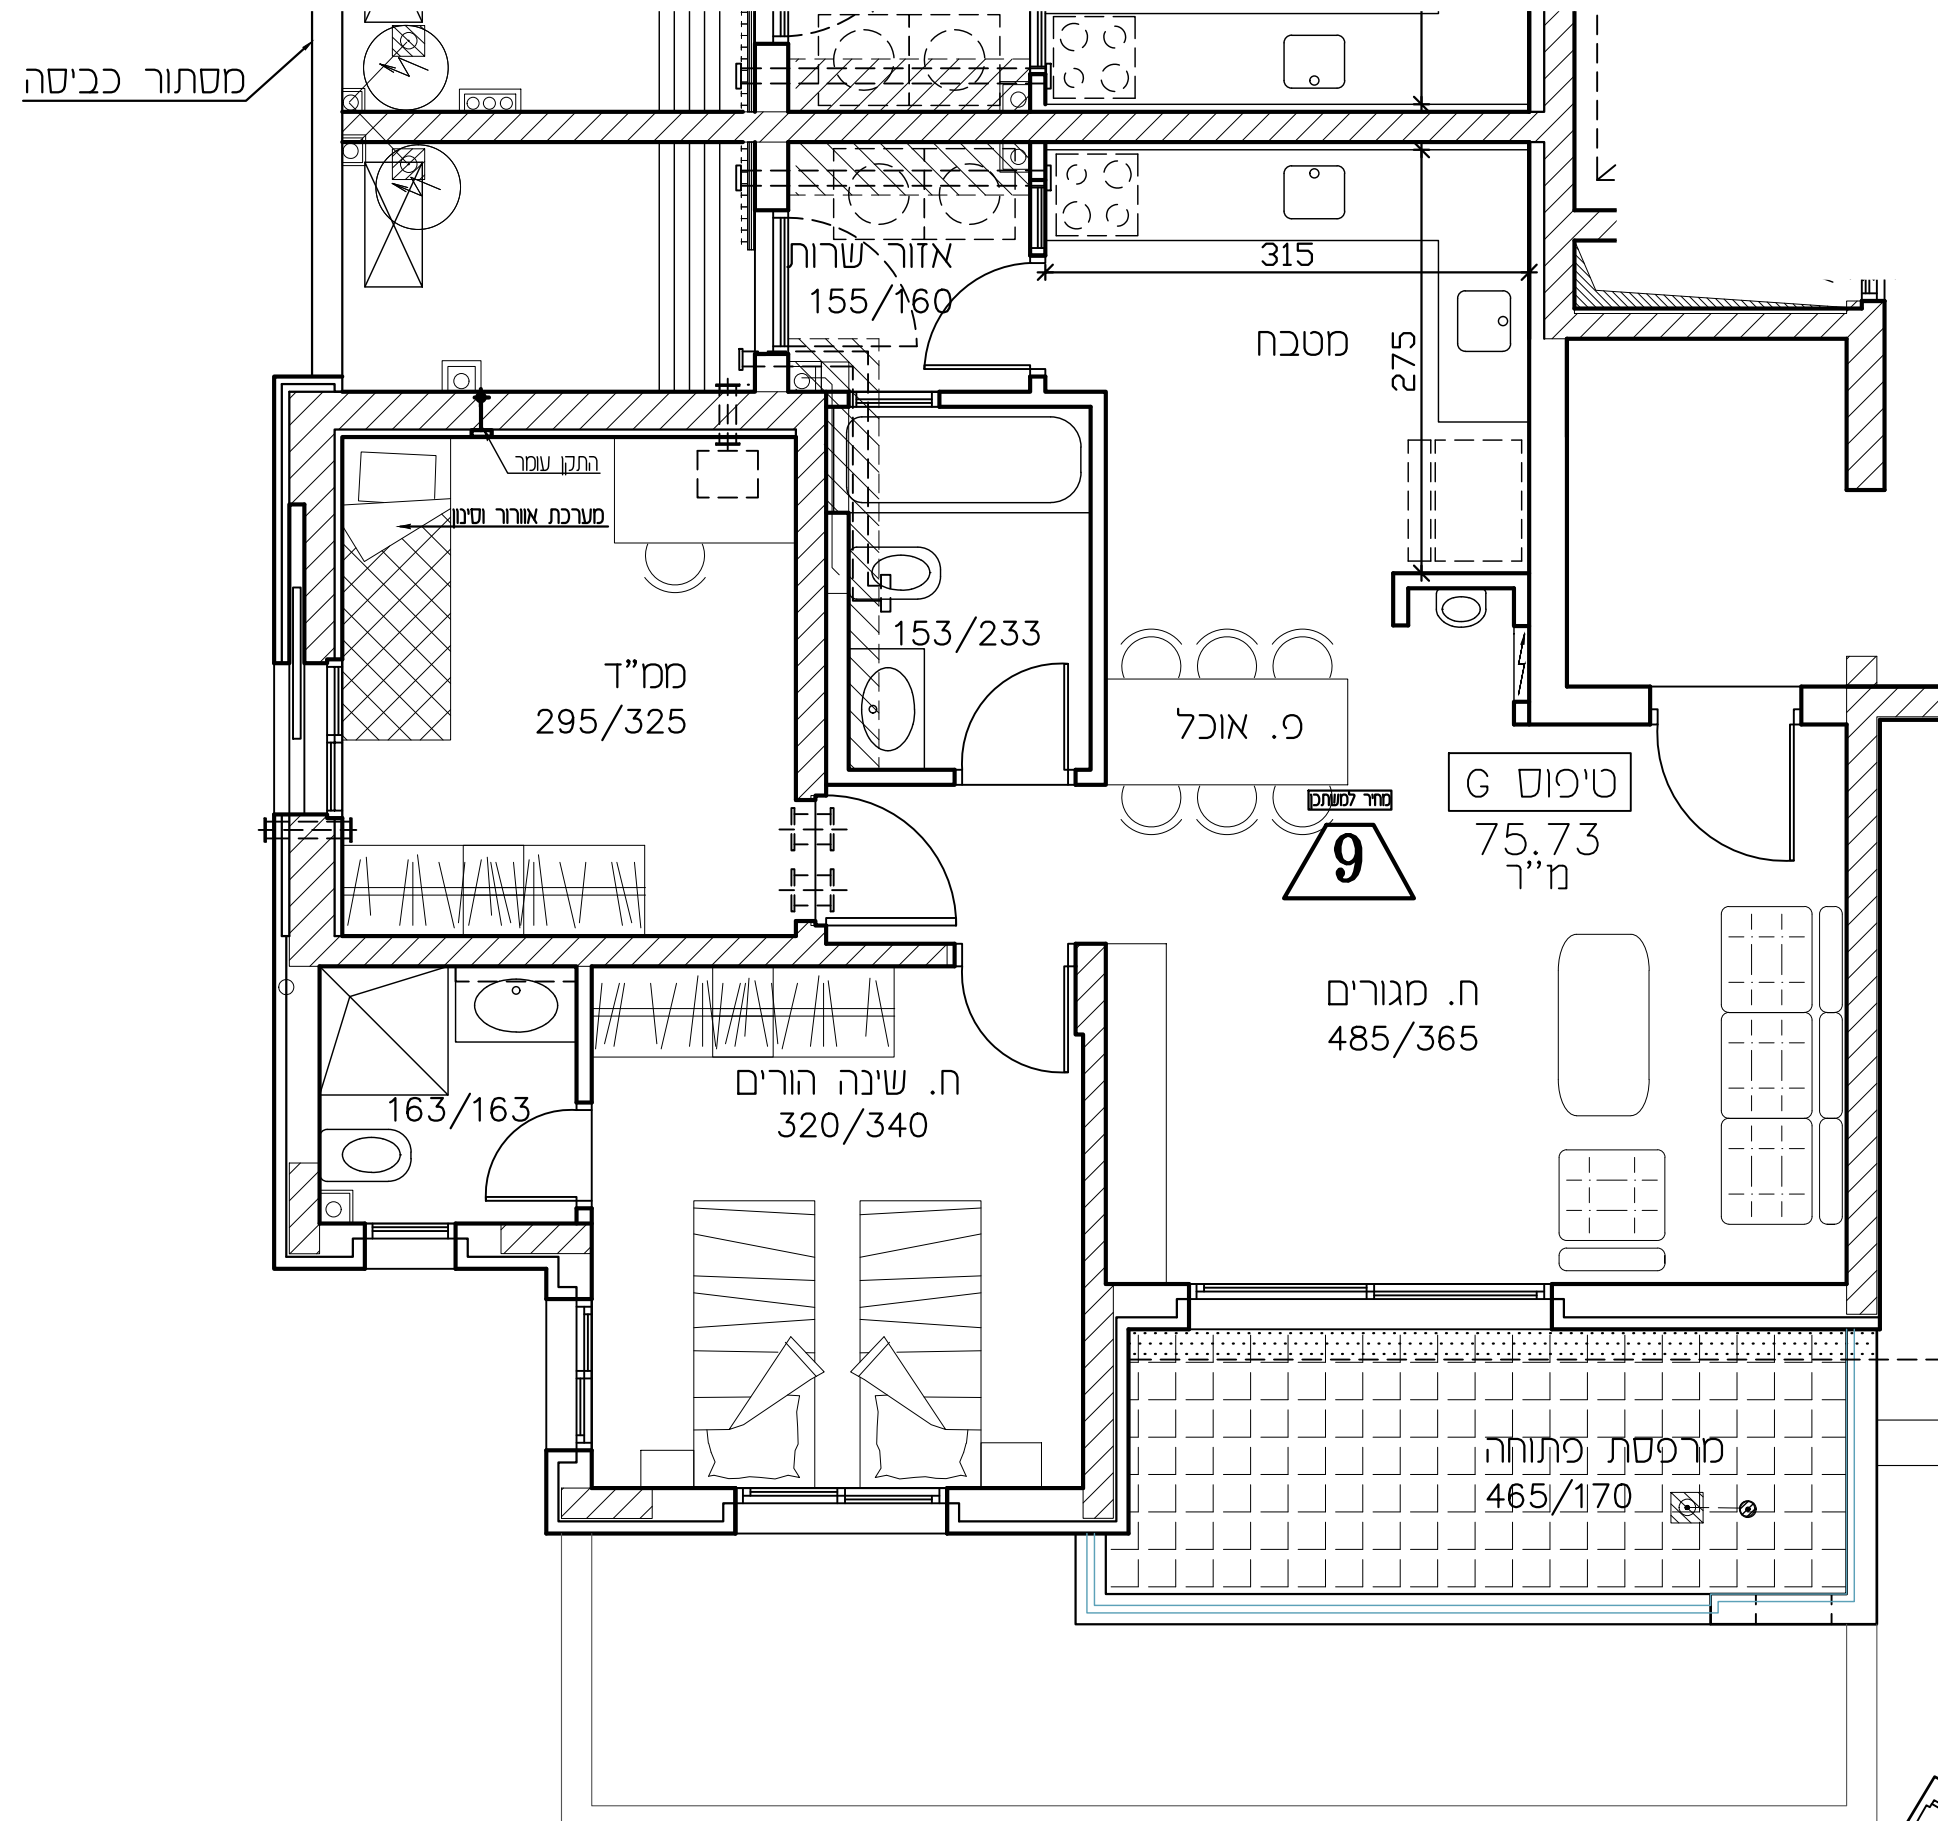 מסתור כביסה
אזור שרות
155/160
315
מטבח
275
התקן עומר
מערכת אוורור וסינון
153/233
ממ"ד
295/325
פ. אוכל
טיפוס G
מחיר למשתכן
9
75.73
מ"ר
ח. מגורים
485/365
ח. שינה הורים
320/340
163/163
מרפסת פתוחה
465/170